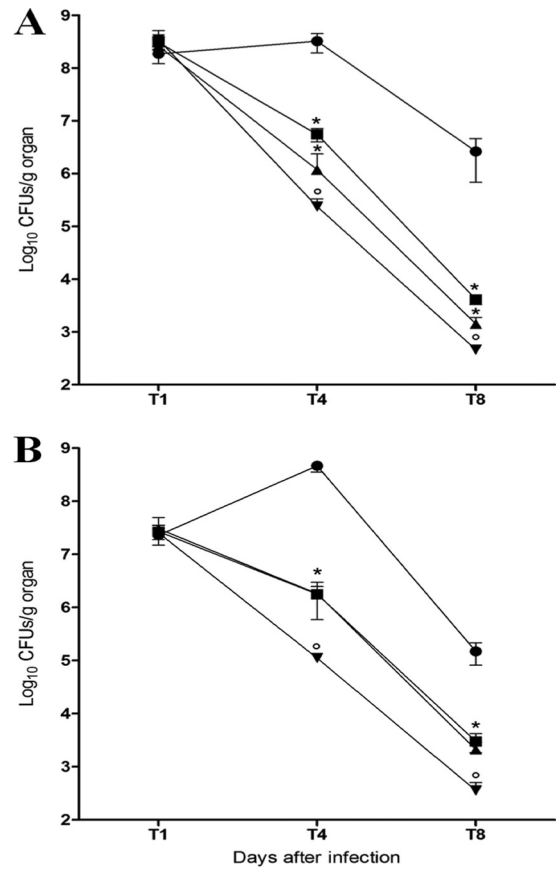 A
9
8
7
6
5
4
3
2
Log₁₀ CFUs/g organ
* * °
* * °
T1 T4 T8
B
9
8
7
6
5
4
3
2
Log₁₀ CFUs/g organ
* °
* °
T1 T4 T8
Days after infection